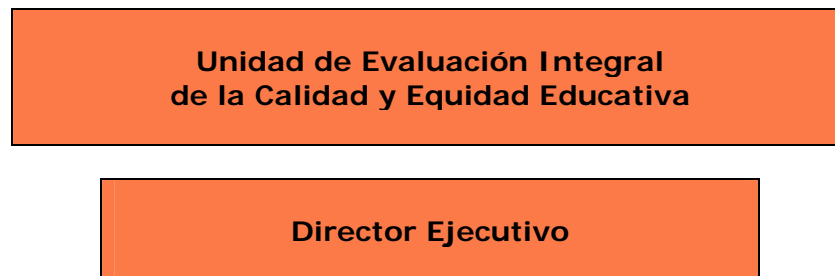 Unidad de Evaluación Integral
de la Calidad y Equidad Educativa
Director Ejecutivo